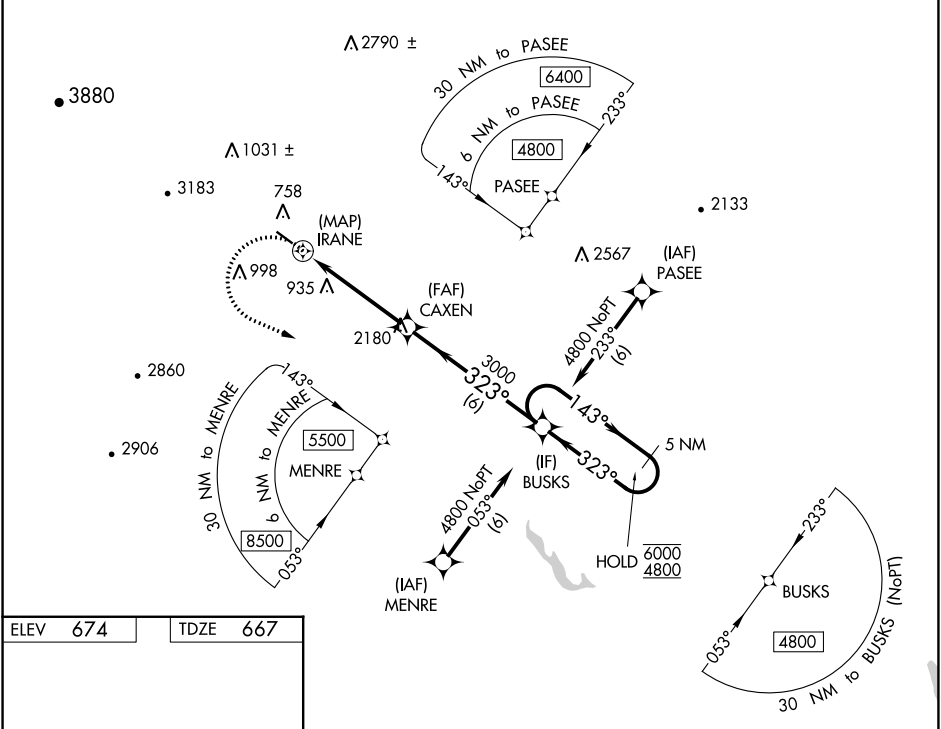 2790 ±
3880
30 NM to PASEE
6400
6 NM to PASEE
4800
233°
143°
PASEE
1031 ±
3183
758
(MAP)
IRANE
2133
998
935
2567
(IAF)
PASEE
(FAF)
CAXEN
2180
4800 NoPT
233°
(6)
3000
323°
(6)
2860
2906
143°
30 NM to MENRE
6 NM to MENRE
5500
MENRE
8500
053°
143°
5 NM
323°
(IF)
BUSKS
4800 NoPT
053°
(6)
(IAF)
MENRE
HOLD 6000
4800
233°
BUSKS
053°
4800
30 NM to BUSKS (NoPT)
ELEV 674
TDZE 667